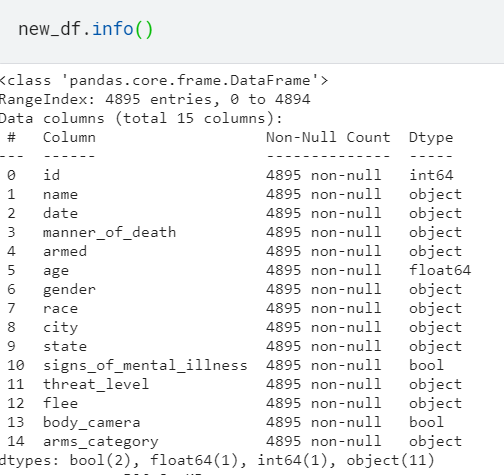 new_df.info()
<class 'pandas.core.frame.DataFrame'>
RangeIndex: 4895 entries, 0 to 4894
Data columns (total 15 columns):
 #   Column                   Non-Null Count  Dtype
---  ------                   --------------  -----
 0   id                       4895 non-null   int64
 1   name                     4895 non-null   object
 2   date                     4895 non-null   object
 3   manner_of_death          4895 non-null   object
 4   armed                    4895 non-null   object
 5   age                      4895 non-null   float64
 6   gender                   4895 non-null   object
 7   race                     4895 non-null   object
 8   city                     4895 non-null   object
 9   state                    4895 non-null   object
 10  signs_of_mental_illness  4895 non-null   bool
 11  threat_level             4895 non-null   object
 12  flee                     4895 non-null   object
 13  body_camera              4895 non-null   bool
 14  arms_category            4895 non-null   object
dtypes: bool(2), float64(1), int64(1), object(11)